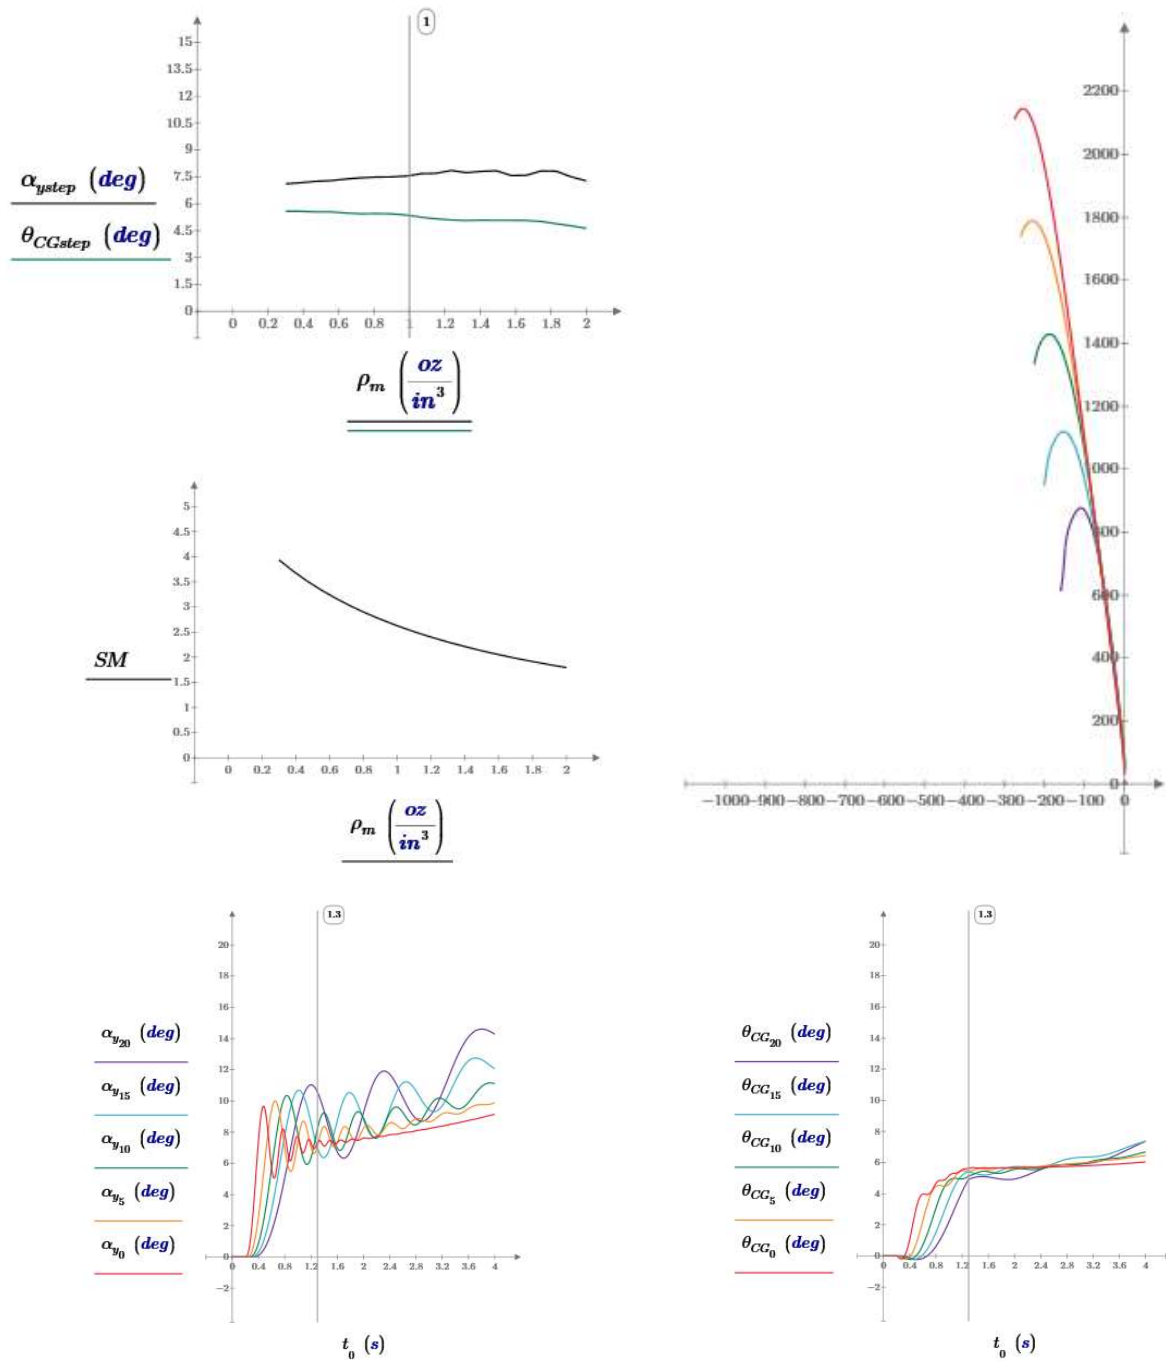 1
15
13.5
12
10.5
9
7.5
6
4.5
3
1.5
0
α_ystep (deg)
θ_CGstep (deg)
0 0.2 0.4 0.6 0.8 1 1.2 1.4 1.6 1.8 2
ρ_m (oz/in³)
2200
2000
1800
1600
1400
1200
000
800
600
400
200
0
−1000 −900 −800 −700 −600 −500 −400 −300 −200 −100 0
5
4.5
4
3.5
3
2.5
2
1.5
1
0.5
0
SM
0 0.2 0.4 0.6 0.8 1 1.2 1.4 1.6 1.8 2
ρ_m (oz/in³)
1.3
20
18
16
14
12
10
8
6
4
2
0
−2
α_y₂₀ (deg)
α_y₁₅ (deg)
α_y₁₀ (deg)
α_y₅ (deg)
α_y₀ (deg)
0 0.4 0.8 1.2 1.6 2 2.4 2.8 3.2 3.6 4
t₀ (s)
1.3
20
18
16
14
12
10
8
6
4
2
0
−2
θ_CG₂₀ (deg)
θ_CG₁₅ (deg)
θ_CG₁₀ (deg)
θ_CG₅ (deg)
θ_CG₀ (deg)
0 0.4 0.8 1.2 1.6 2 2.4 2.8 3.2 3.6 4
t₀ (s)